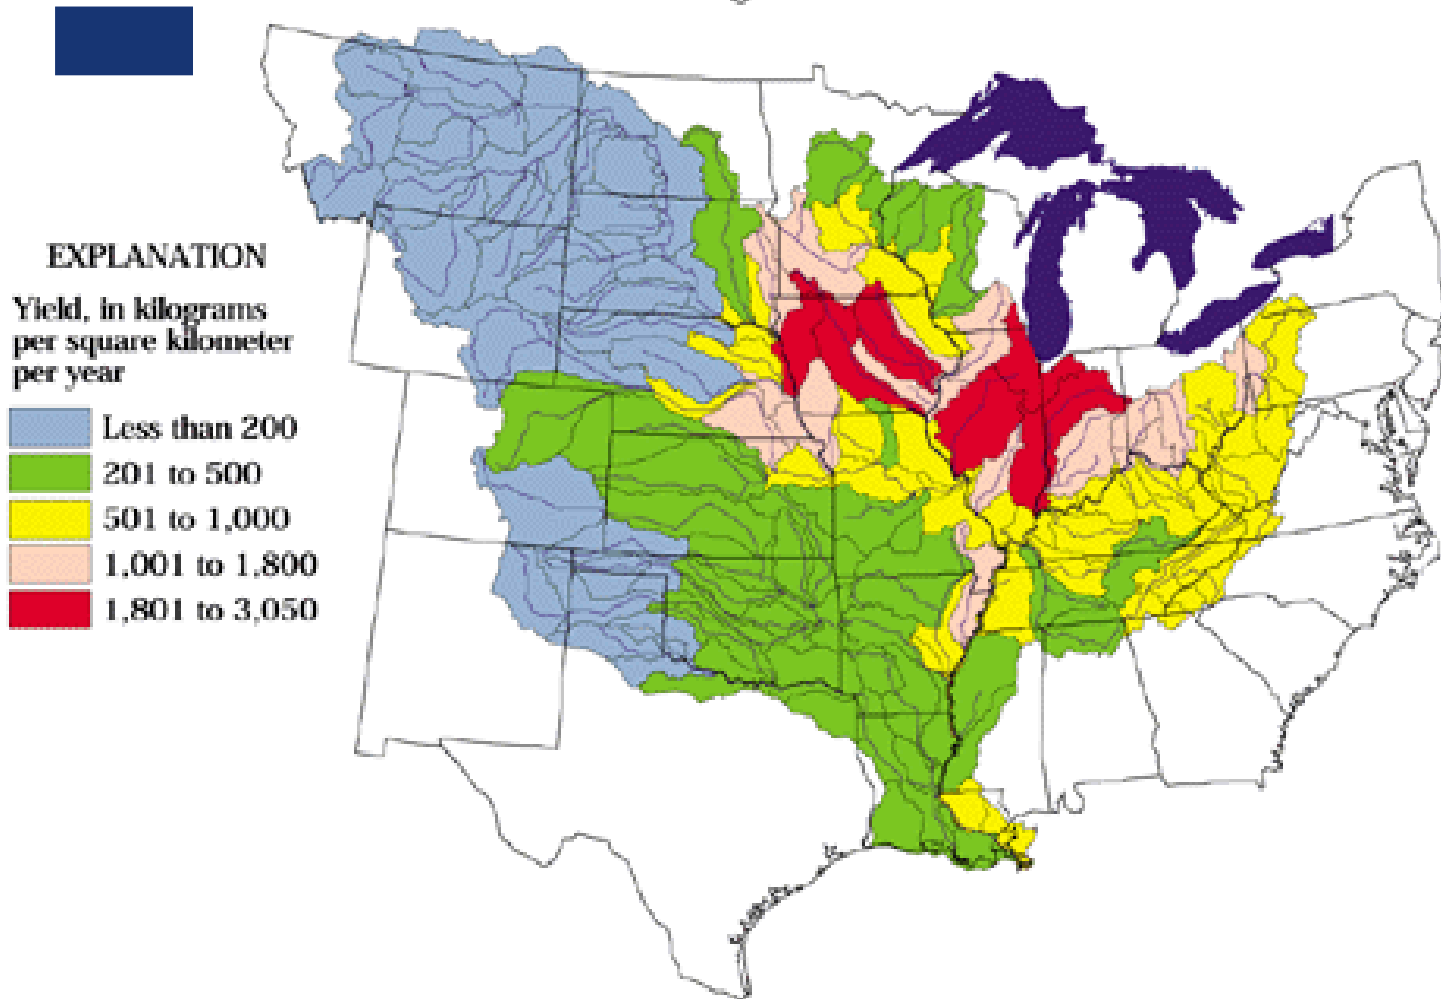 EXPLANATION
Yield, in kilograms
per square kilometer
per year
Less than 200
201 to 500
501 to 1,000
1,001 to 1,800
1,801 to 3,050